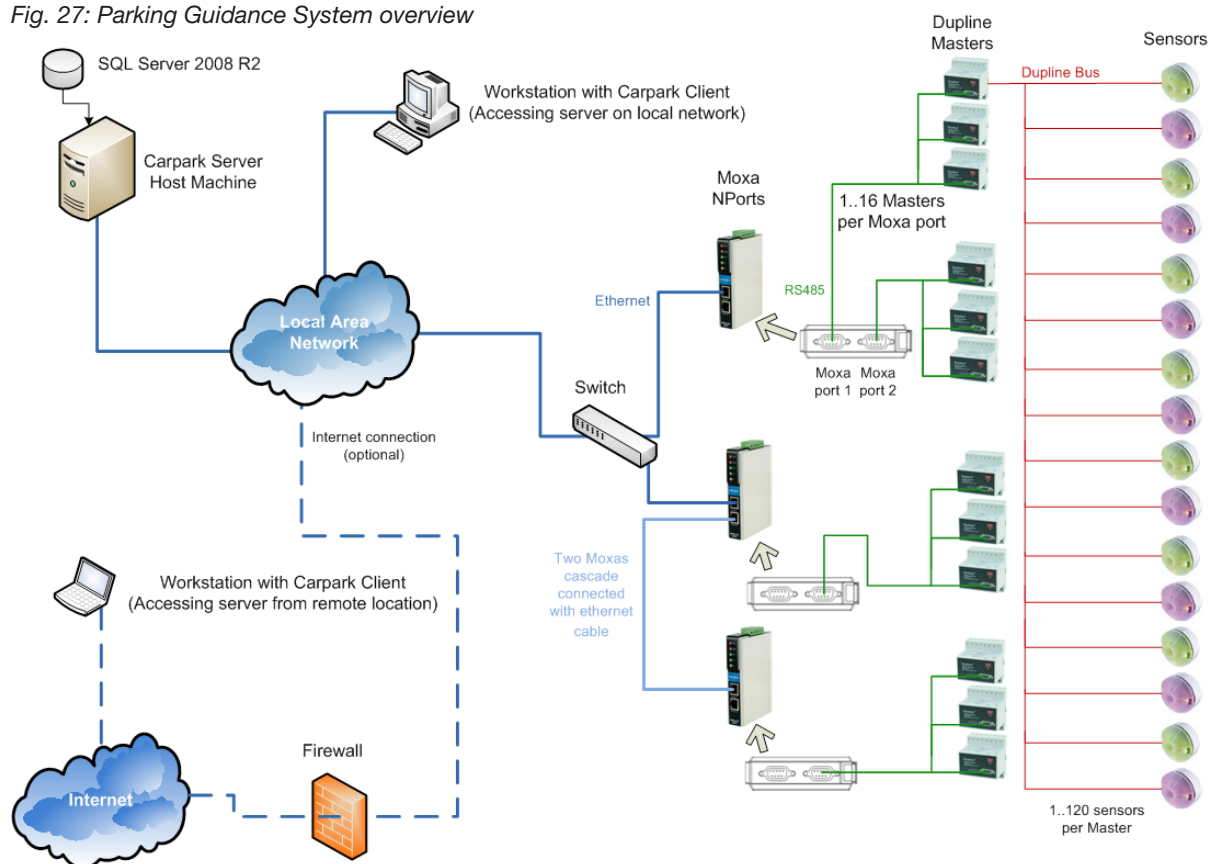 Fig. 27: Parking Guidance System overview
SQL Server 2008 R2
Carpark Server
Host Machine
Workstation with Carpark Client
(Accessing server on local network)
Dupline
Masters
Sensors
Dupline Bus
Moxa
NPorts
1..16 Masters
per Moxa port
Ethernet
RS485
Local Area
Network
Moxa
port 1
Moxa
port 2
Switch
Internet connection
(optional)
Two Moxas
cascade
connected
with ethernet
cable
Workstation with Carpark Client
(Accessing server from remote location)
Firewall
Internet
1..120 sensors
per Master